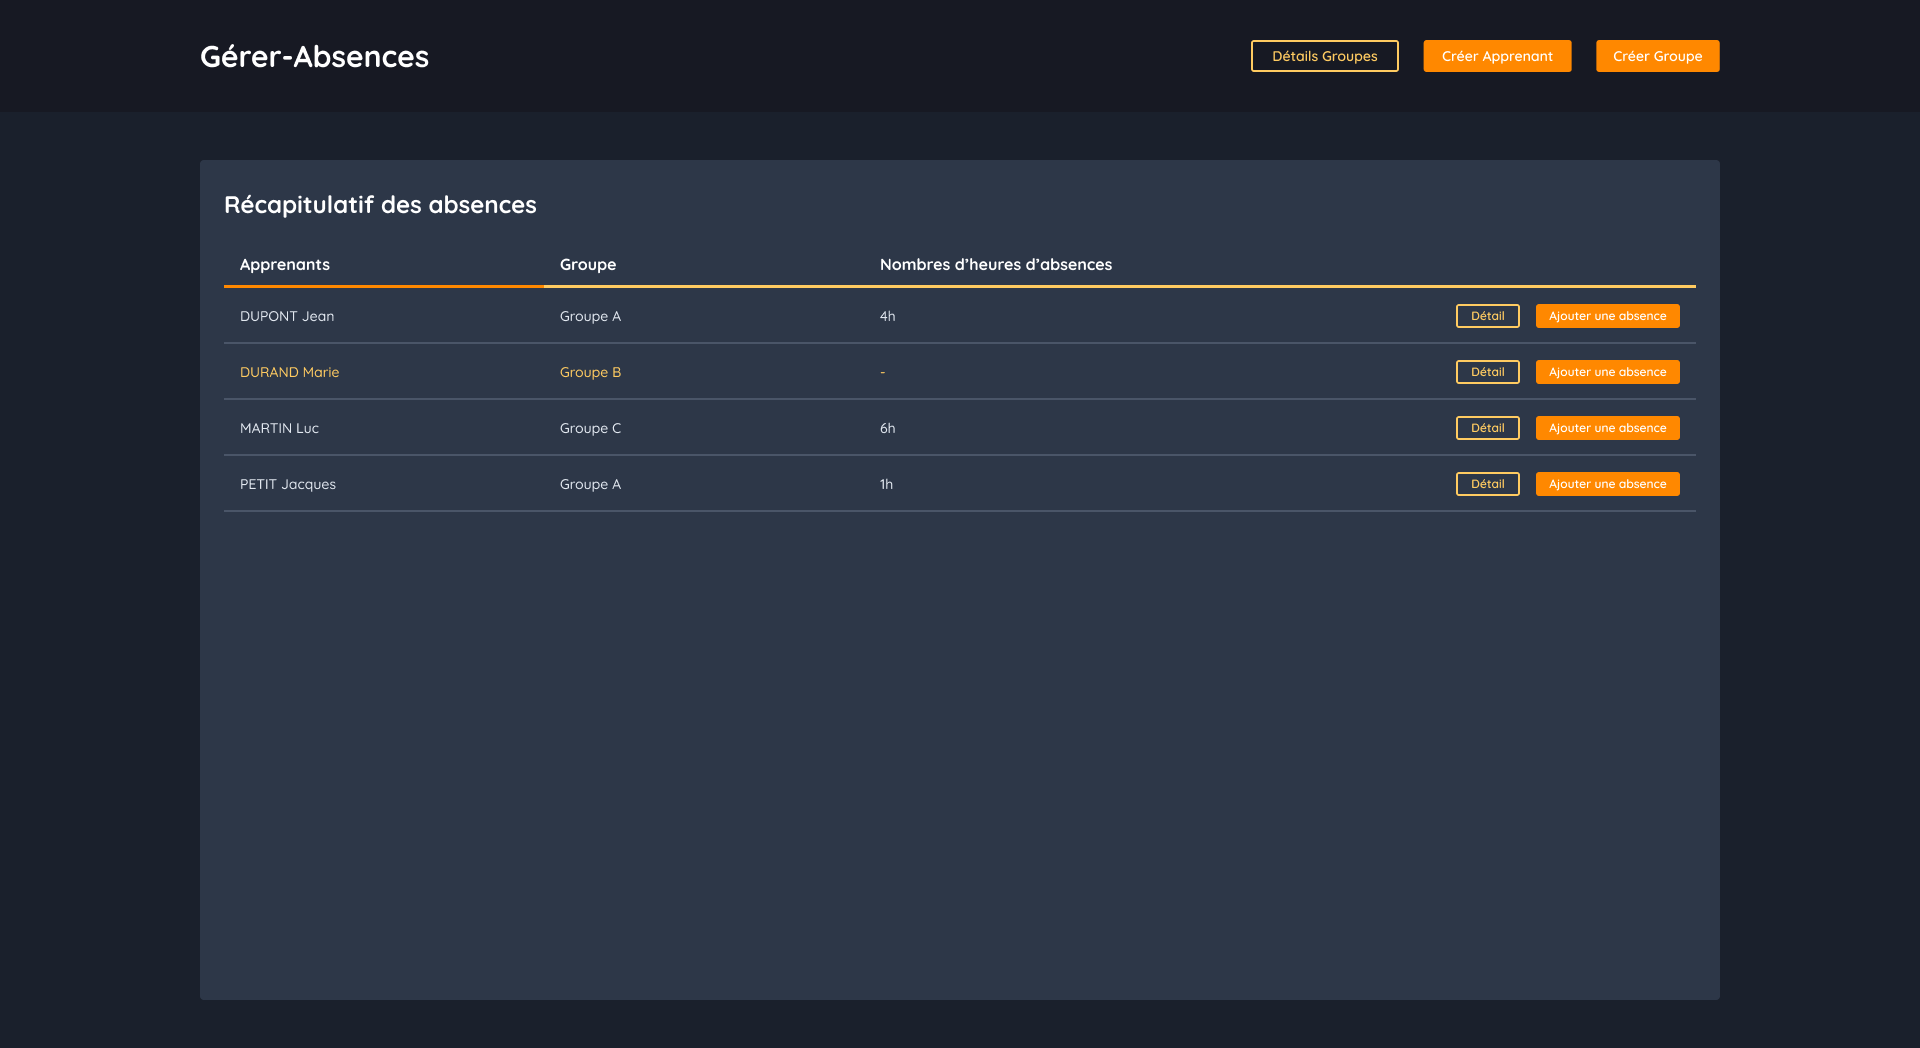 Gérer-Absences
Détails Groupes
Créer Apprenant
Créer Groupe
Récapitulatif des absences
Apprenants Groupe Nombres d’heures d’absences
DUPONT Jean Groupe A 4h Détail Ajouter une absence
DURAND Marie Groupe B - Détail Ajouter une absence
MARTIN Luc Groupe C 6h Détail Ajouter une absence
PETIT Jacques Groupe A 1h Détail Ajouter une absence